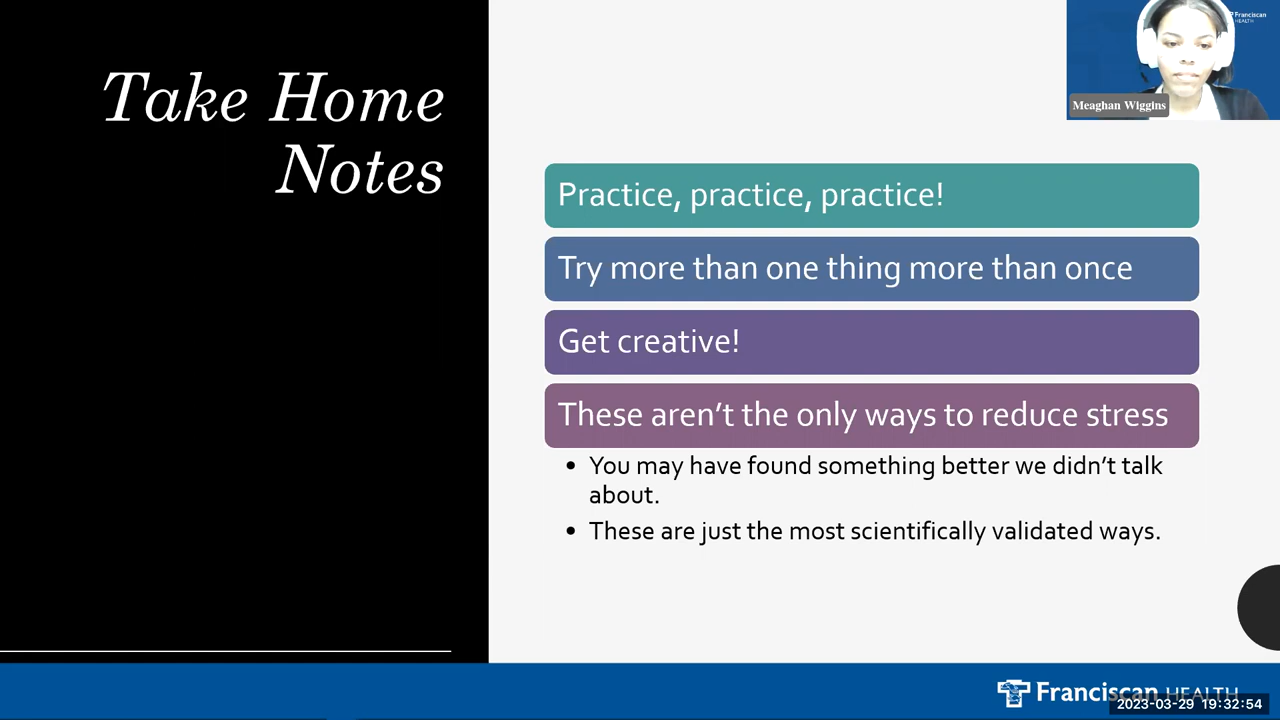 Take Home
Notes
Franciscan
HEALTH
Meaghan Wiggins
Practice, practice, practice!
Try more than one thing more than once
Get creative!
These aren’t the only ways to reduce stress
• You may have found something better we didn’t talk
about.
• These are just the most scientifically validated ways.
Franciscan HEALTH
2023-03-29 19:32:54